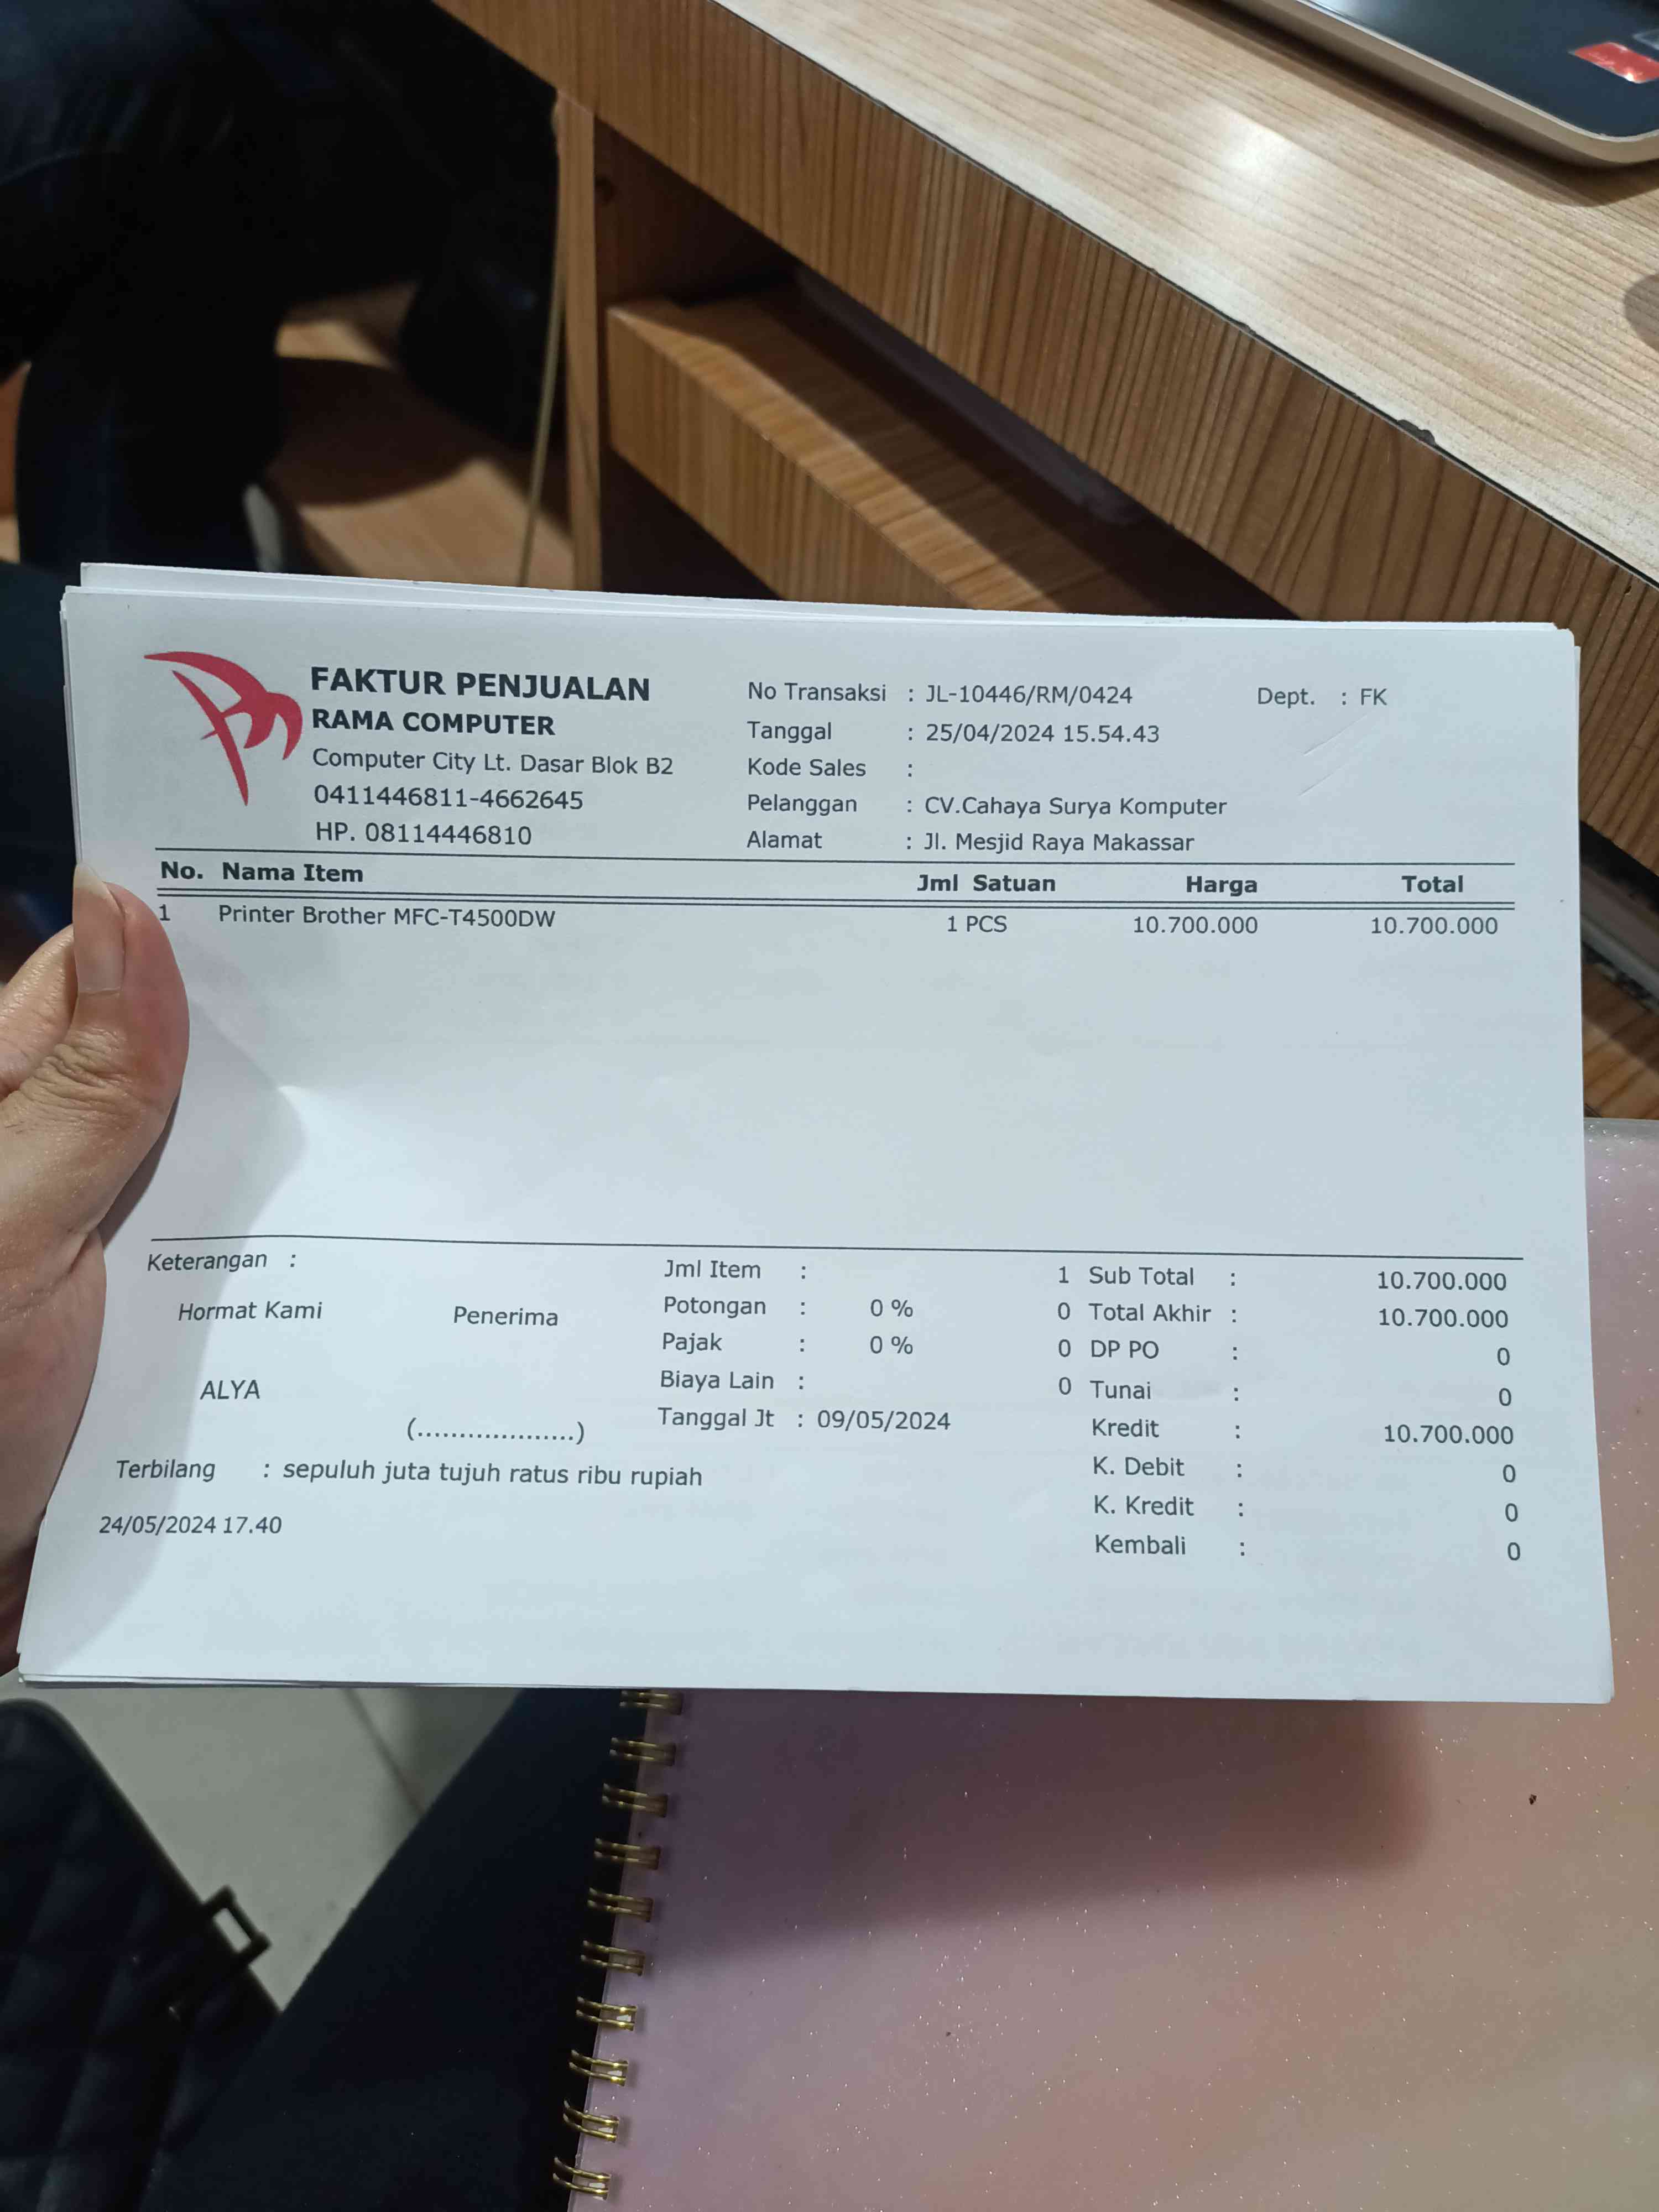 FAKTUR PENJUALAN
RAMA COMPUTER
Computer City Lt. Dasar Blok B2
0411446811-4662645
HP. 08114446810
No Transaksi : JL-10446/RM/0424 Dept. : FK
Tanggal : 25/04/2024 15.54.43
Kode Sales :
Pelanggan : CV.Cahaya Surya Komputer
Alamat : Jl. Mesjid Raya Makassar
No. Nama Item Jml Satuan Harga Total
1 Printer Brother MFC-T4500DW 1 PCS 10.700.000 10.700.000
Keterangan :
Hormat Kami Penerima
ALYA
(...................)
Jml Item : 1
Potongan : 0 % 0
Pajak : 0 % 0
Biaya Lain : 0
Tanggal Jt : 09/05/2024
Sub Total : 10.700.000
Total Akhir : 10.700.000
DP PO : 0
Tunai : 0
Kredit : 10.700.000
K. Debit : 0
K. Kredit : 0
Kembali : 0
Terbilang : sepuluh juta tujuh ratus ribu rupiah
24/05/2024 17.40